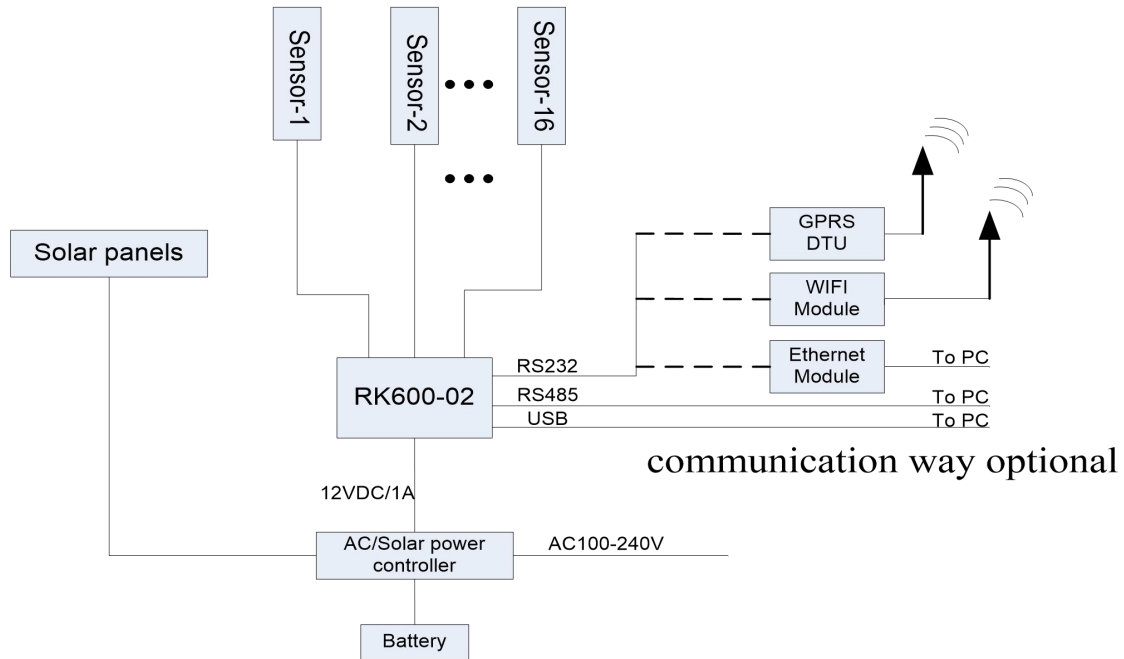 Sensor-1
Sensor-2
Sensor-16
GPRS
DTU
Solar panels
WIFI
Module
Ethernet
Module
To PC
RS232
RK600-02
RS485
To PC
USB
To PC
communication way optional
12VDC/1A
AC/Solar power
controller
AC100-240V
Battery